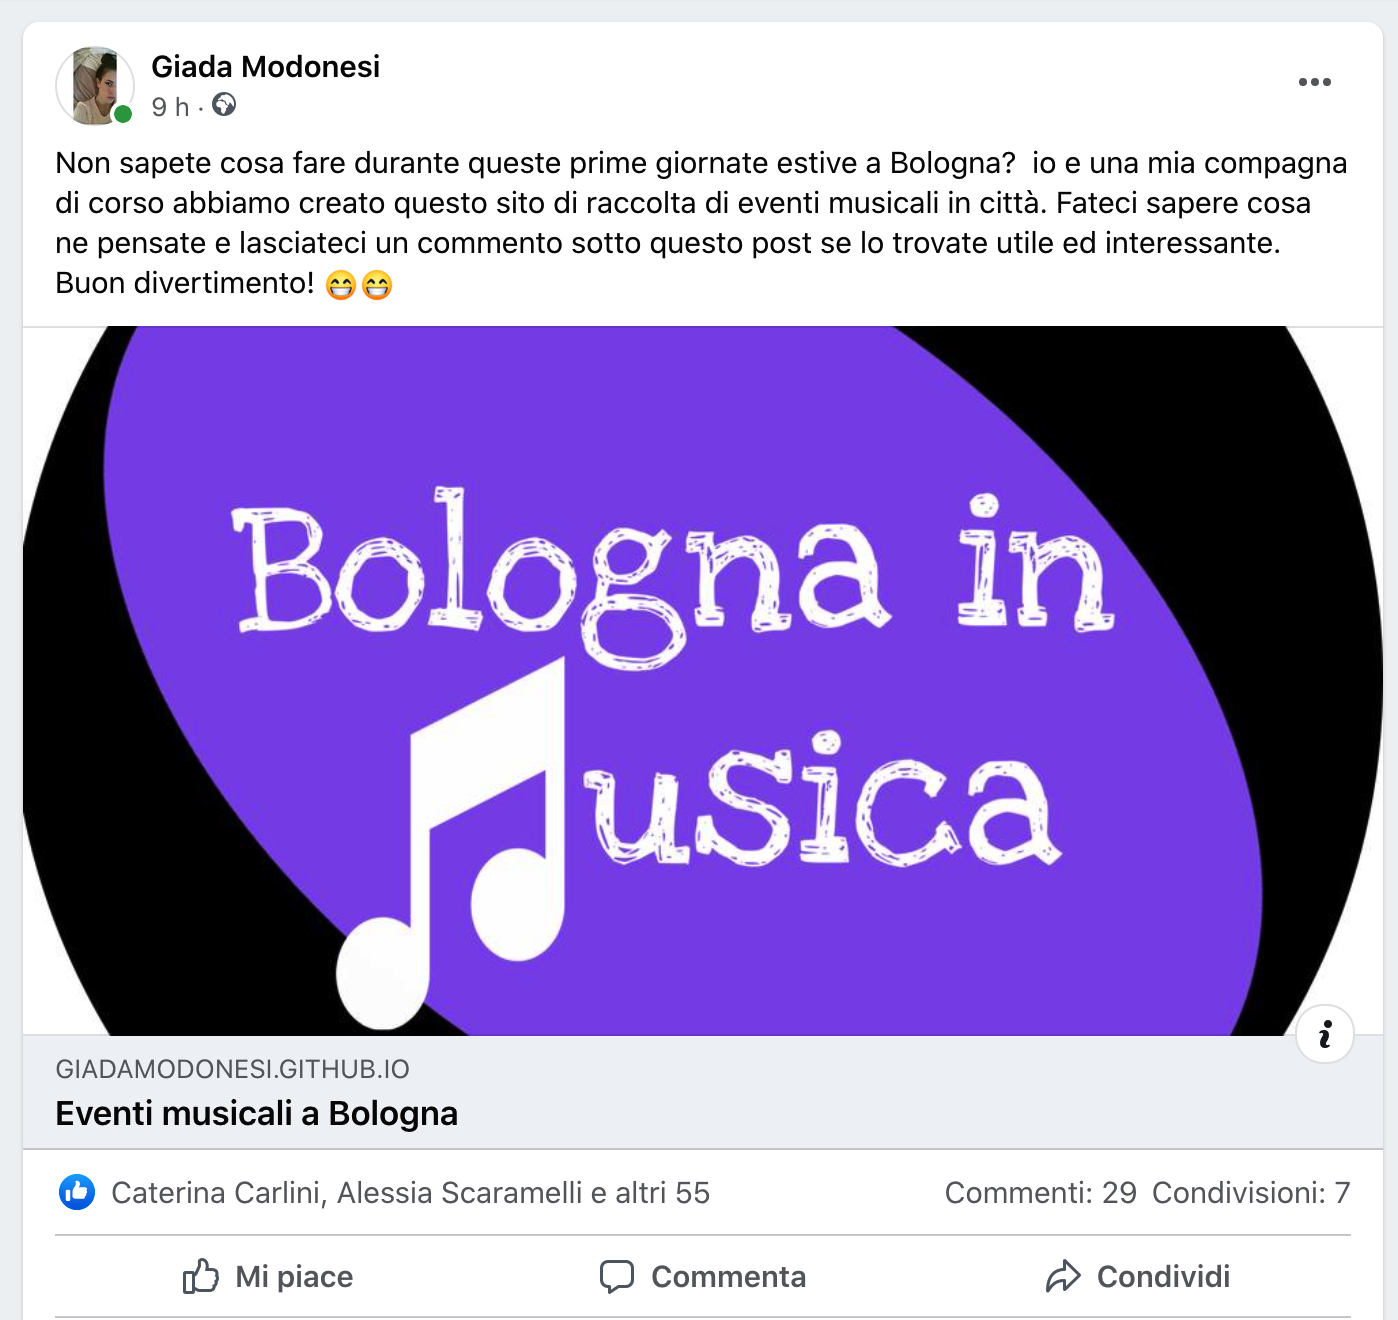 Giada Modonesi
9 h ·
Non sapete cosa fare durante queste prime giornate estive a Bologna?  io e una mia compagna
di corso abbiamo creato questo sito di raccolta di eventi musicali in città. Fateci sapere cosa
ne pensate e lasciateci un commento sotto questo post se lo trovate utile ed interessante.
Buon divertimento! 😁😁
Bologna in
usica
i
GIADAMODONESI.GITHUB.IO
Eventi musicali a Bologna
Caterina Carlini, Alessia Scaramelli e altri 55
Commenti: 29 Condivisioni: 7
Mi piace
Commenta
Condividi